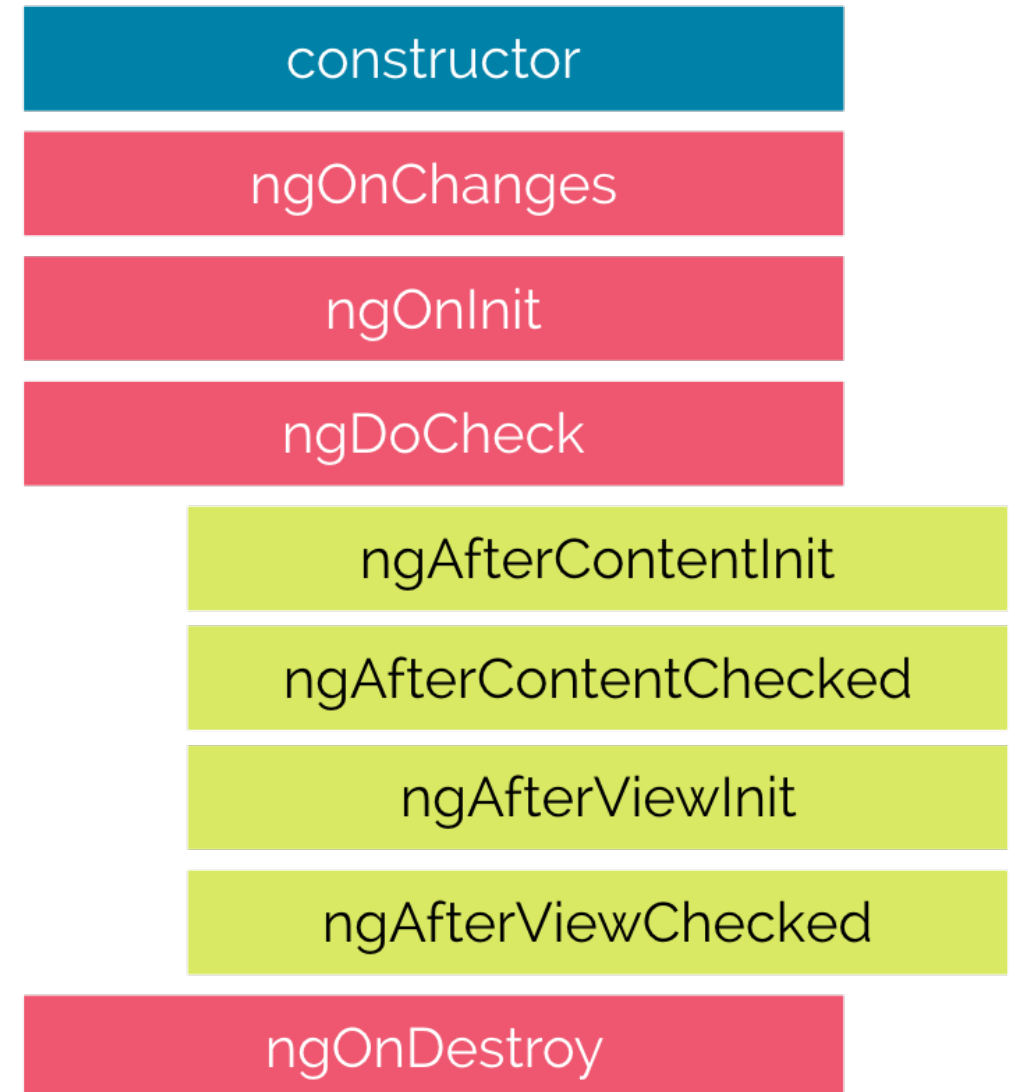 constructor
ngOnChanges
ngOnInit
ngDoCheck
ngAfterContentInit
ngAfterContentChecked
ngAfterViewInit
ngAfterViewChecked
ngOnDestroy